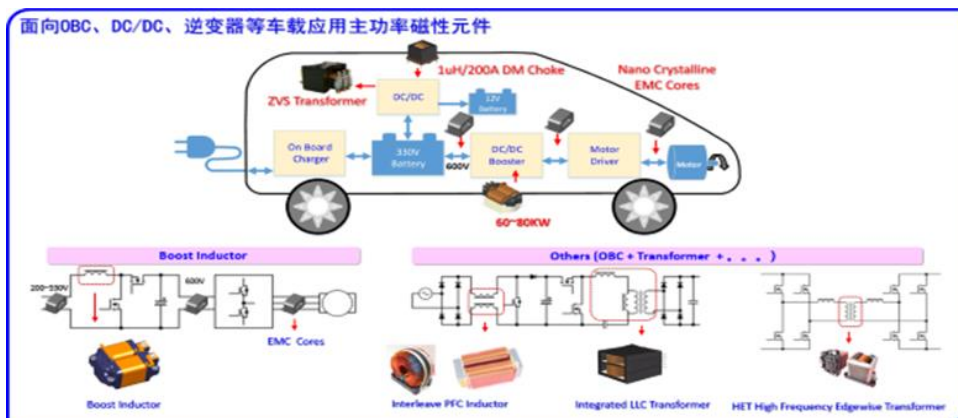 面向OBC、DC/DC、逆变器等车载应用主功率磁性元件
1uH/200A DM Choke
Nano Crystalline
EMC Cores
ZVS Transformer
DC/DC
12V
Battery
On Board
Charger
330V
Battery
600V
DC/DC
Booster
Motor
Driver
Motor
60~80KW
Boost Inductor
Others (OBC + Transformer +。。。)
200~330V
600V
EMC Cores
Boost Inductor
Interleave PFC Inductor
Integrated LLC Transformer
HET High Frequency Edgewise Transformer